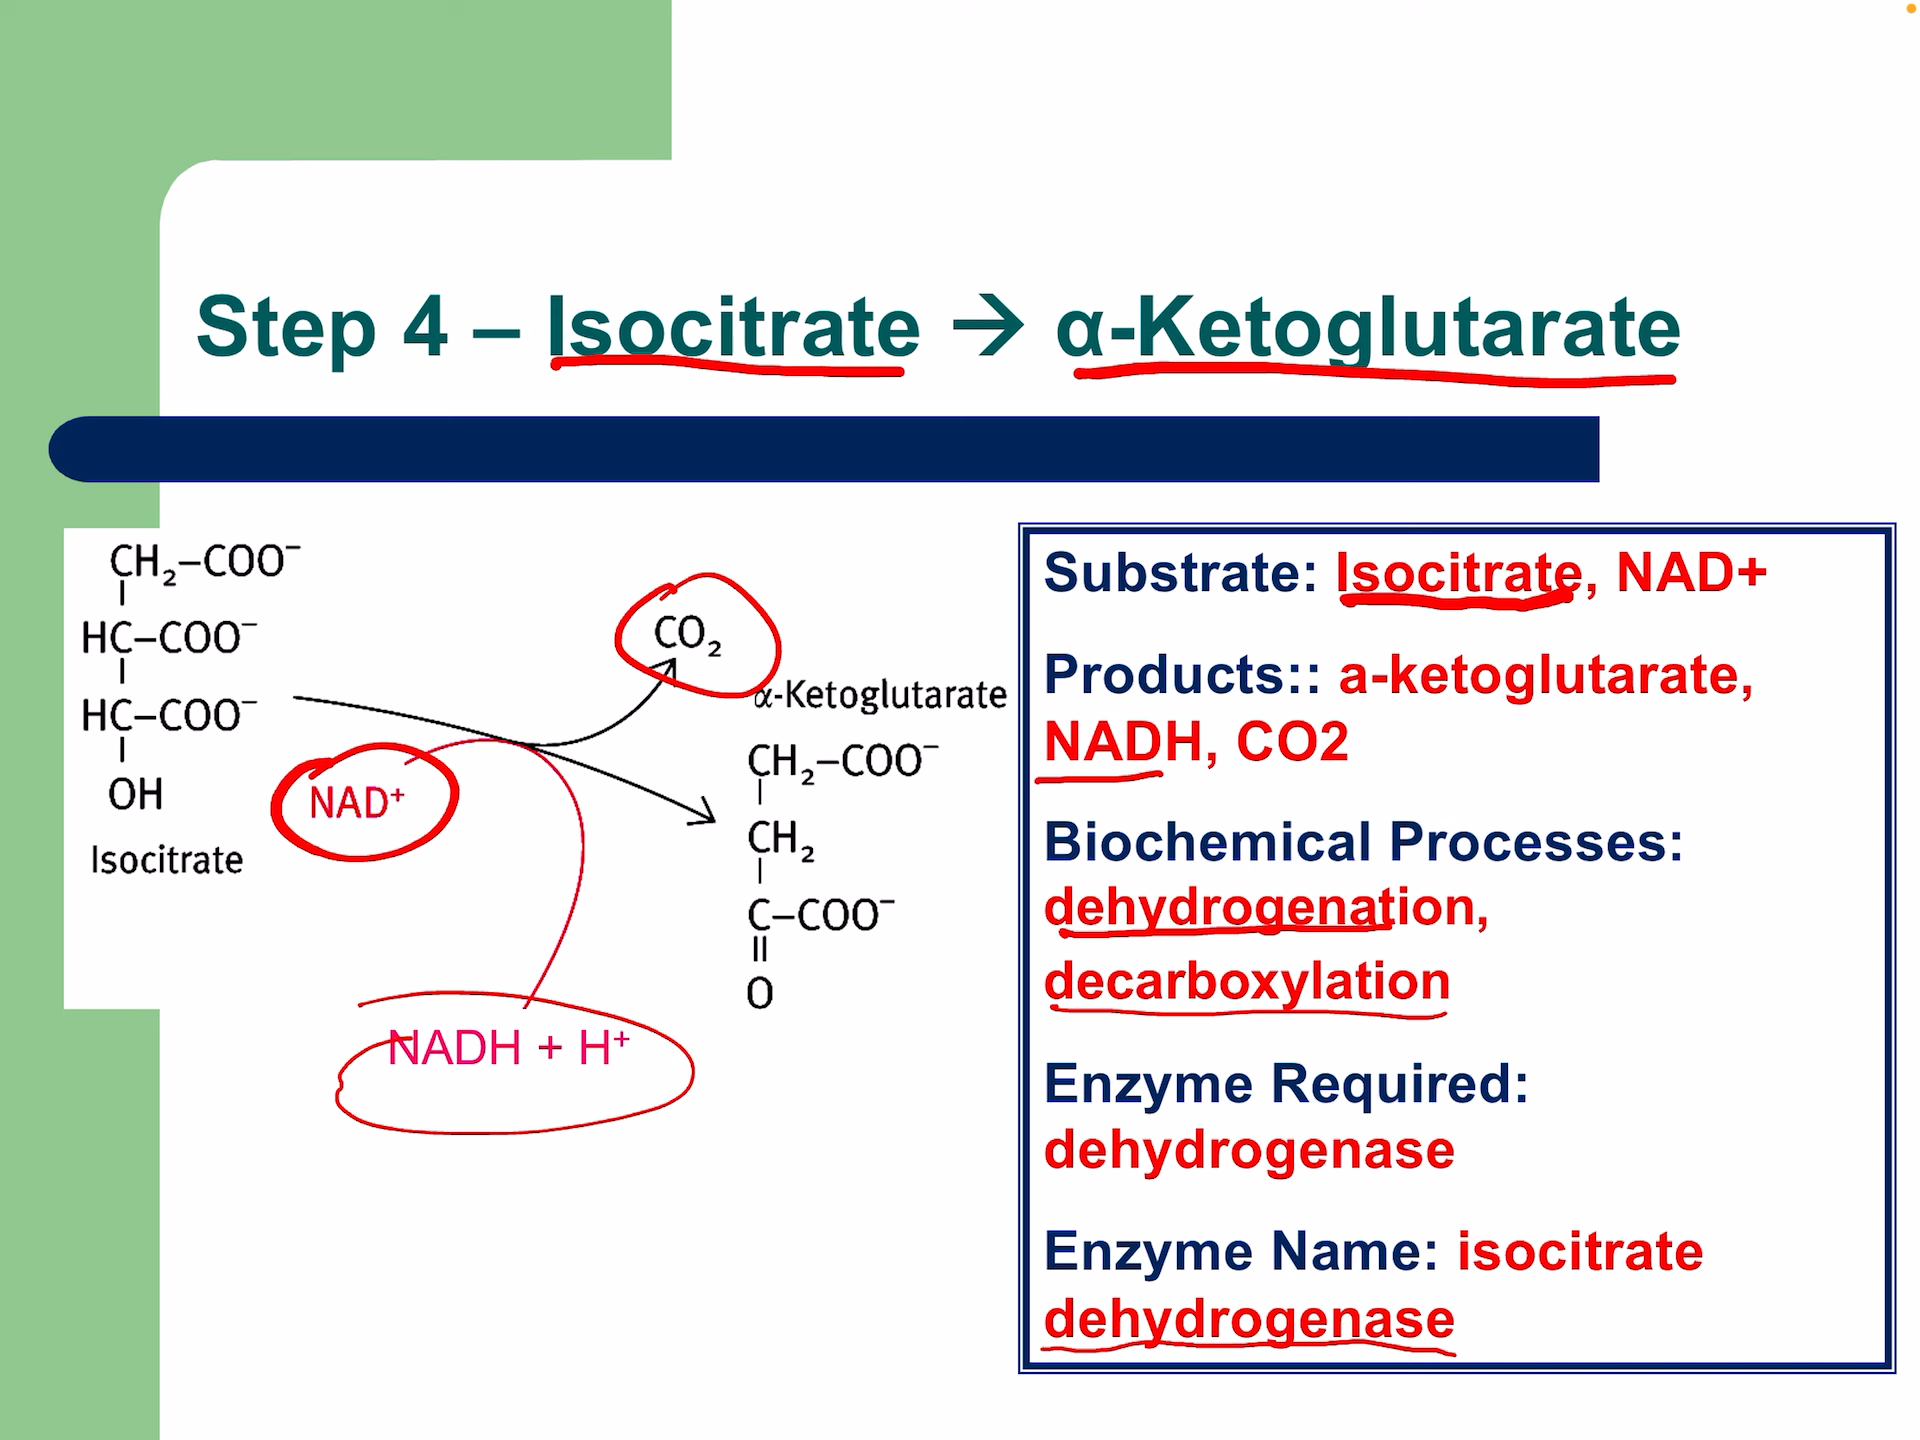 Step 4 – Isocitrate → α-Ketoglutarate
CH₂–COO⁻
HC–COO⁻
HC–COO⁻
OH
Isocitrate
NAD⁺
CO₂
α-Ketoglutarate
CH₂–COO⁻
CH₂
C–COO⁻
O
NADH + H⁺
Substrate: Isocitrate, NAD+
Products:: a-ketoglutarate,
NADH, CO2
Biochemical Processes:
dehydrogenation,
decarboxylation
Enzyme Required:
dehydrogenase
Enzyme Name: isocitrate
dehydrogenase